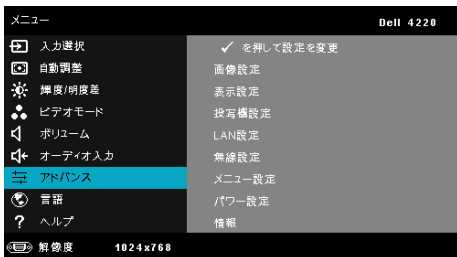 メニュー
Dell 4220
入力選択
自動調整
輝度/明度差
ビデオモード
ボリューム
オーディオ入力
アドバンス
言語
? ヘルプ
✓ を押して設定を変更
画像設定
表示設定
投写機設定
LAN設定
無線設定
メニュー設定
パワー設定
情報
解像度 1024x768